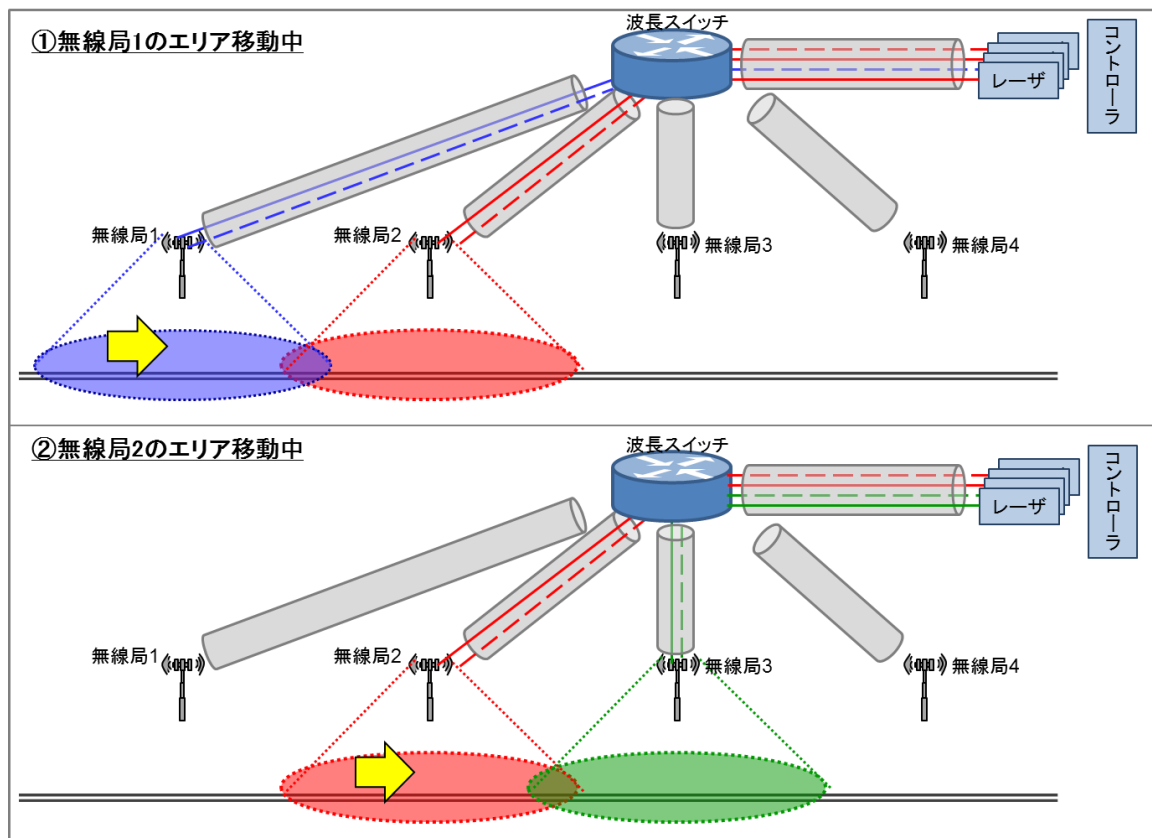 ①無線局1のエリア移動中
波長スイッチ
レーザ
コントローラ
無線局1
無線局2
無線局3
無線局4
②無線局2のエリア移動中
波長スイッチ
レーザ
コントローラ
無線局1
無線局2
無線局3
無線局4